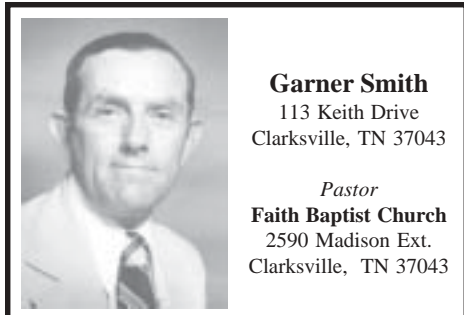 Garner Smith
113 Keith Drive
Clarksville, TN 37043
Pastor
Faith Baptist Church
2590 Madison Ext.
Clarksville, TN 37043